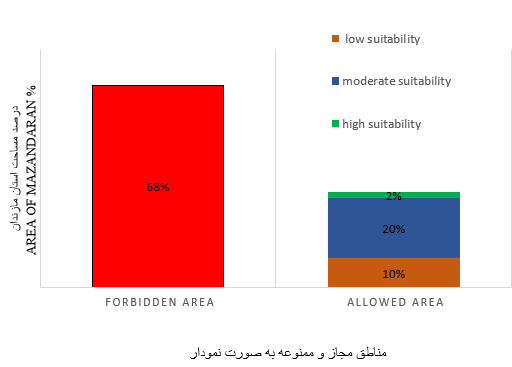 low suitability
moderate suitability
high suitability
درصد مساحت استان مازندان
AREA OF MAZANDARAN %
68%
2%
20%
10%
FORBIDDEN AREA
ALLOWED AREA
مناطق مجاز و ممنوعه به صورت نمودار